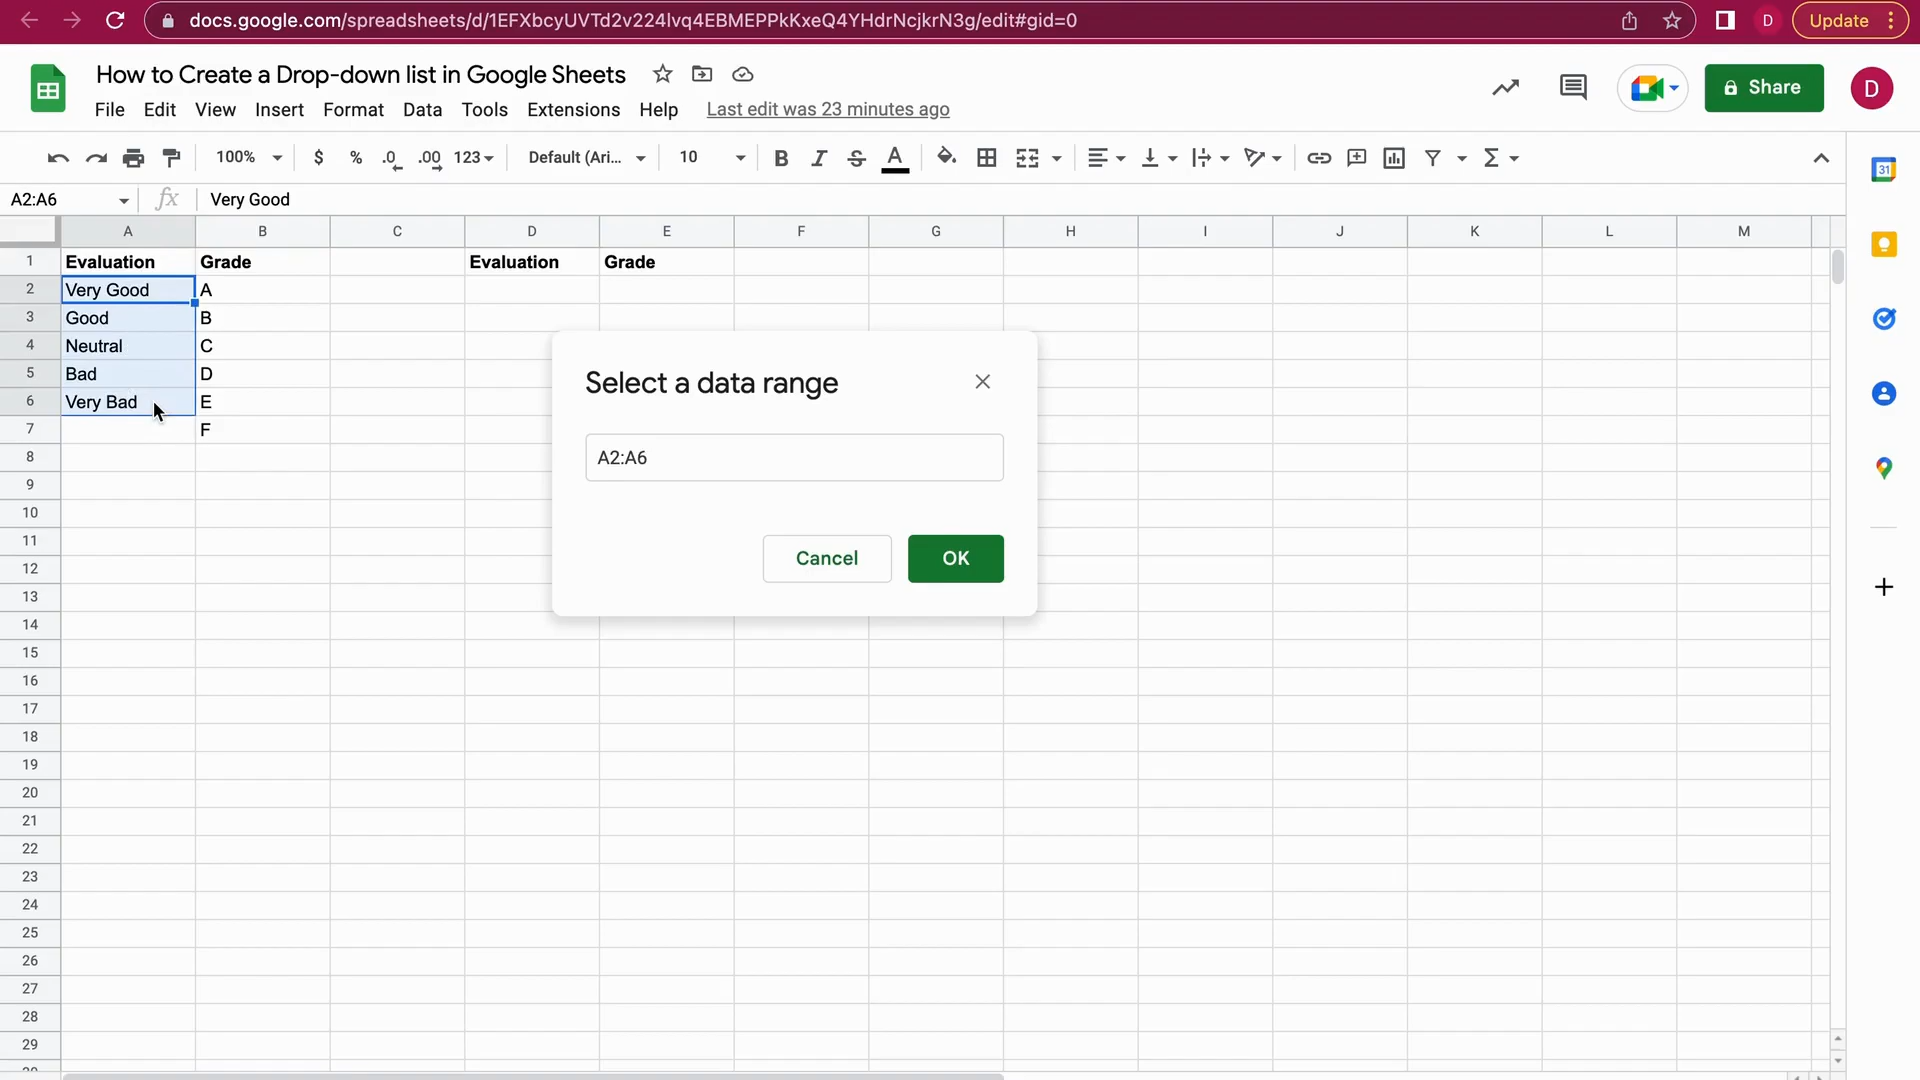 docs.google.com/spreadsheets/d/1EFXbcyUVTd2v224lvq4EBMEPPkKxeQ4YHdrNcjkrN3g/edit#gid=0
D
Update
How to Create a Drop-down list in Google Sheets
File Edit View Insert Format Data Tools Extensions Help Last edit was 23 minutes ago
Share
D
100% $ % .0 .00 123 Default (Ari... 10 B I S A Σ
31
A2:A6 fx Very Good
A B C D E F G H I J K L M
1 Evaluation Grade Evaluation Grade
2 Very Good A
3 Good B
4 Neutral C
5 Bad D
6 Very Bad E
7 F
8
9
10
11
12
13
14
15
16
17
18
19
20
21
22
23
24
25
26
27
28
29
Select a data range
A2:A6
Cancel OK